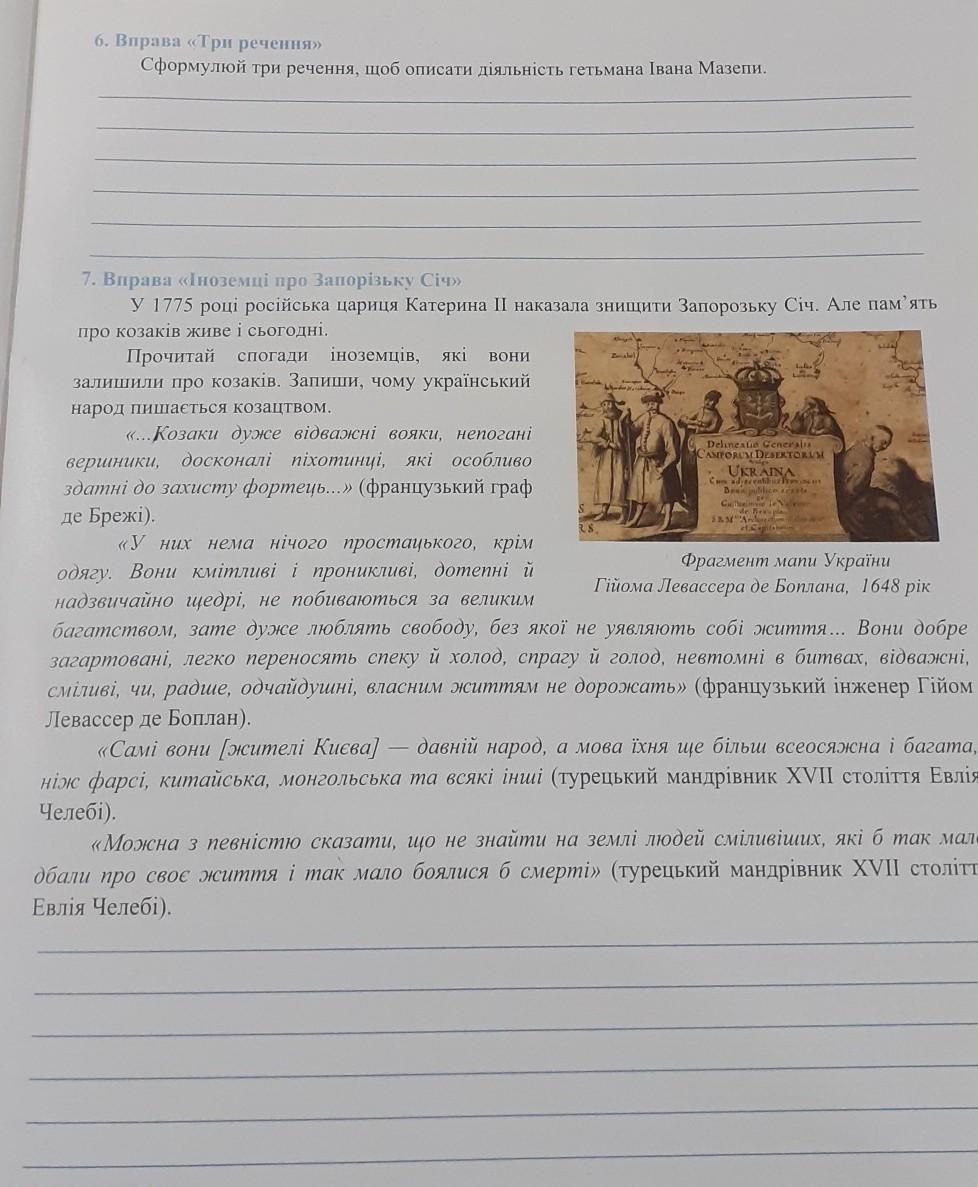 6. Вправа «Три речення»
Сформулюй три речення, щоб описати діяльність гетьмана Івана Мазепи.
7. Вправа «Іноземці про Запорізьку Січ»
У 1775 році російська цариця Катерина ІІ наказала знищити Запорозьку Січ. Але пам’ять
про козаків живе і сьогодні.
Прочитай спогади іноземців, які вони
залишили про козаків. Запиши, чому український
народ пишається козацтвом.
«...Козаки дуже відважні вояки, непогані
вершники, досконалі піхотинці, які особливо
здатні до захисту фортець...» (французький граф
де Брежі).
«У них нема нічого простацького, крім
одягу. Вони кмітливі і проникливі, дотепні й
надзвичайно щедрі, не побиваються за великим
багатством, зате дуже люблять свободу, без якої не уявляють собі життя... Вони добре
загартовані, легко переносять спеку й холод, спрагу й голод, невтомні в битвах, відважні,
сміливі, чи, радше, одчайдушні, власним життям не дорожать» (французький інженер Гійом
Левассер де Боплан).
«Самі вони [жителі Києва] — давній народ, а мова їхня ще більш всеосяжна і багата,
ніж фарсі, китайська, монгольська та всякі інші (турецький мандрівник XVII століття Евлія
Челебі).
«Можна з певністю сказати, що не знайти на землі людей сміливіших, які б так мало
дбали про своє життя і так мало боялися б смерті» (турецький мандрівник XVII столітт
Евлія Челебі).
Delineatio Generalis
CAMPORUM DESERTORUM
UKRAINA
Фрагмент мапи України
Гійома Левассера де Боплана, 1648 рік